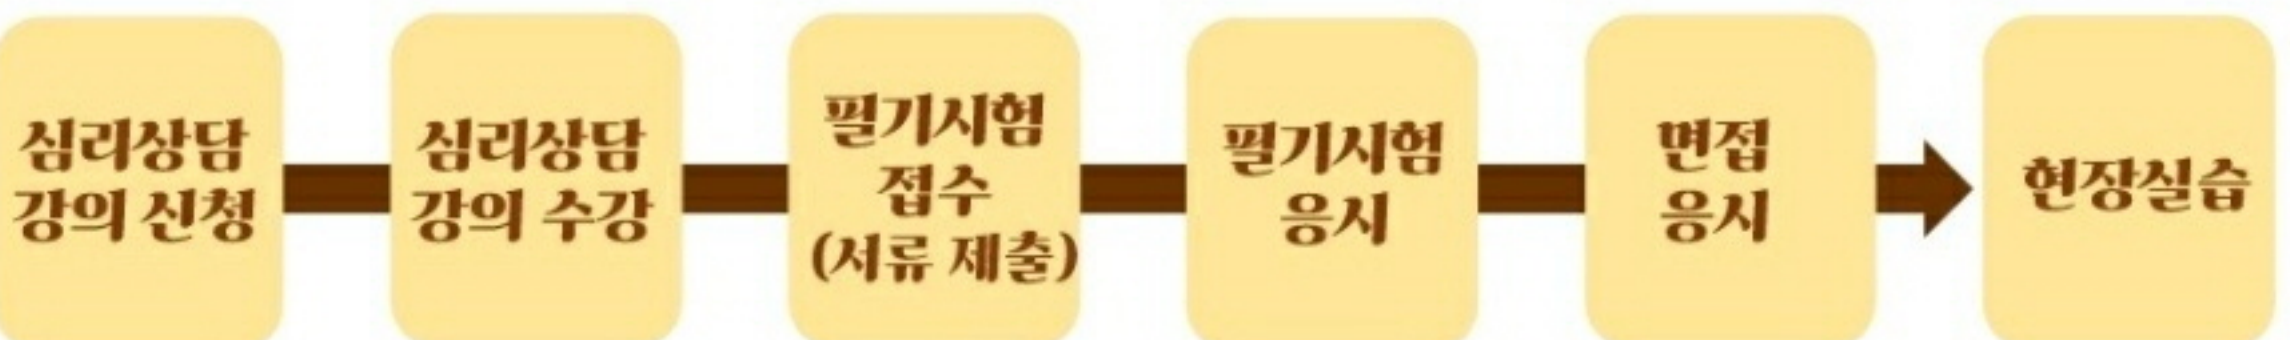 심리상담
강의 신청
심리상담
강의 수강
필기시험
접수
(서류 제출)
필기시험
응시
면접
응시
현장실습